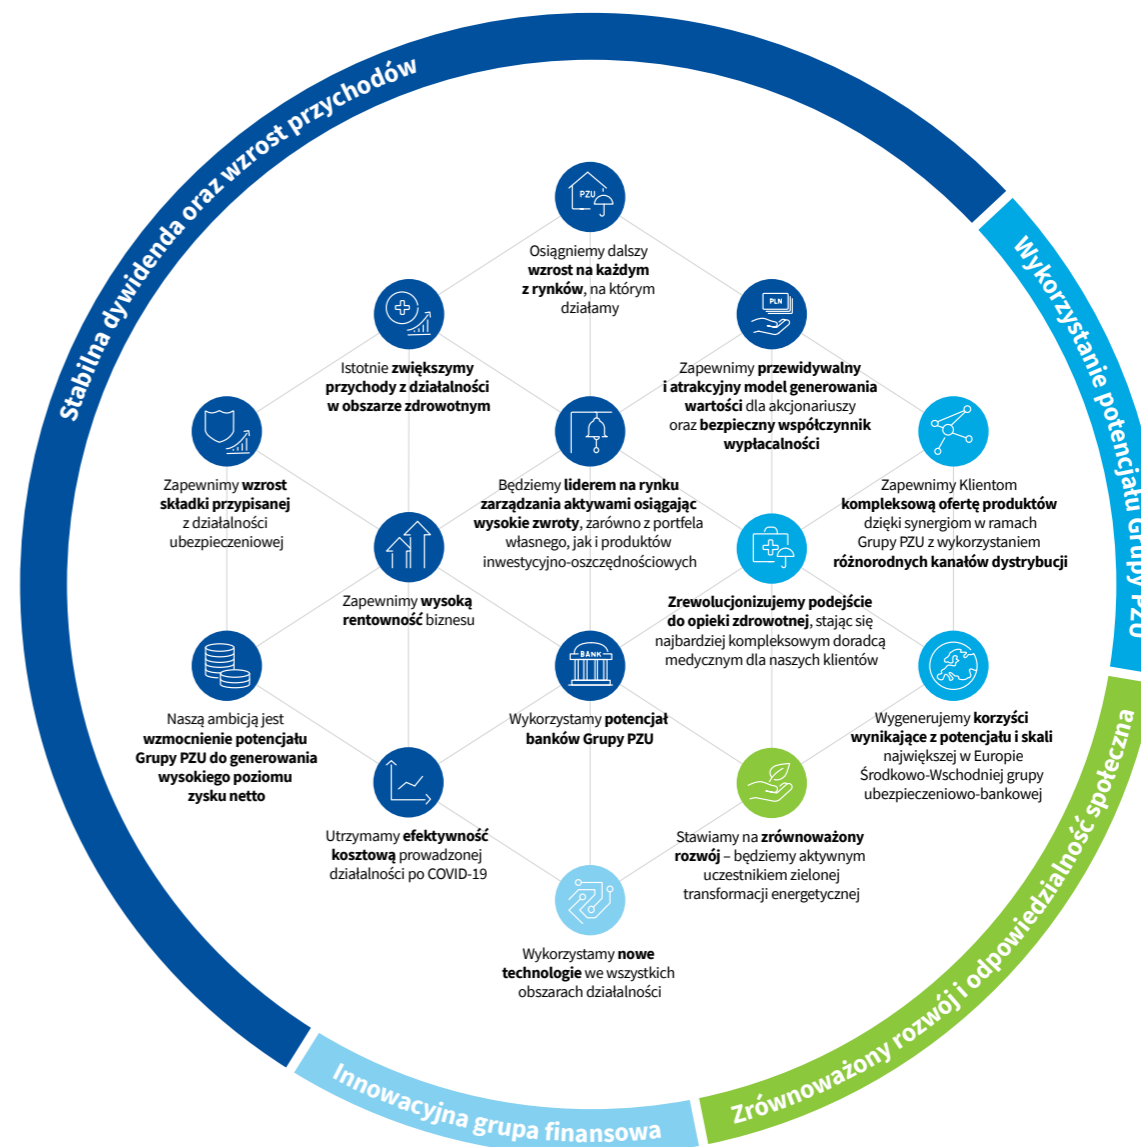 Stabilna dywidenda oraz wzrost przychodów
Wykorzystanie potencjału Grupy PZU
Zrównoważony rozwój i odpowiedzialność społeczna
Innowacyjna grupa finansowa
PZU
Osiągniemy dalszy
wzrost na każdym
z rynków, na którym
działamy
Istotnie zwiększymy
przychody z działalności
w obszarze zdrowotnym
PLN
Zapewnimy przewidywalny
i atrakcyjny model generowania
wartości dla akcjonariuszy
oraz bezpieczny współczynnik
wypłacalności
Zapewnimy wzrost
składki przypisanej
z działalności
ubezpieczeniowej
Będziemy liderem na rynku
zarządzania aktywami osiągając
wysokie zwroty, zarówno z portfela
własnego, jak i produktów
inwestycyjno-oszczędnościowych
Zapewnimy Klientom
kompleksową ofertę produktów
dzięki synergiom w ramach
Grupy PZU z wykorzystaniem
różnorodnych kanałów dystrybucji
Zapewnimy wysoką
rentowność biznesu
Zrewolucjonizujemy podejście
do opieki zdrowotnej, stając się
najbardziej kompleksowym doradcą
medycznym dla naszych klientów
Naszą ambicją jest
wzmocnienie potencjału
Grupy PZU do generowania
wysokiego poziomu
zysku netto
BANK
Wykorzystamy potencjał
banków Grupy PZU
Wygenerujemy korzyści
wynikające z potencjału i skali
największej w Europie
Środkowo-Wschodniej grupy
ubezpieczeniowo-bankowej
Utrzymamy efektywność
kosztową prowadzonej
działalności po COVID-19
Stawiamy na zrównoważony
rozwój – będziemy aktywnym
uczestnikiem zielonej
transformacji energetycznej
Wykorzystamy nowe
technologie we wszystkich
obszarach działalności